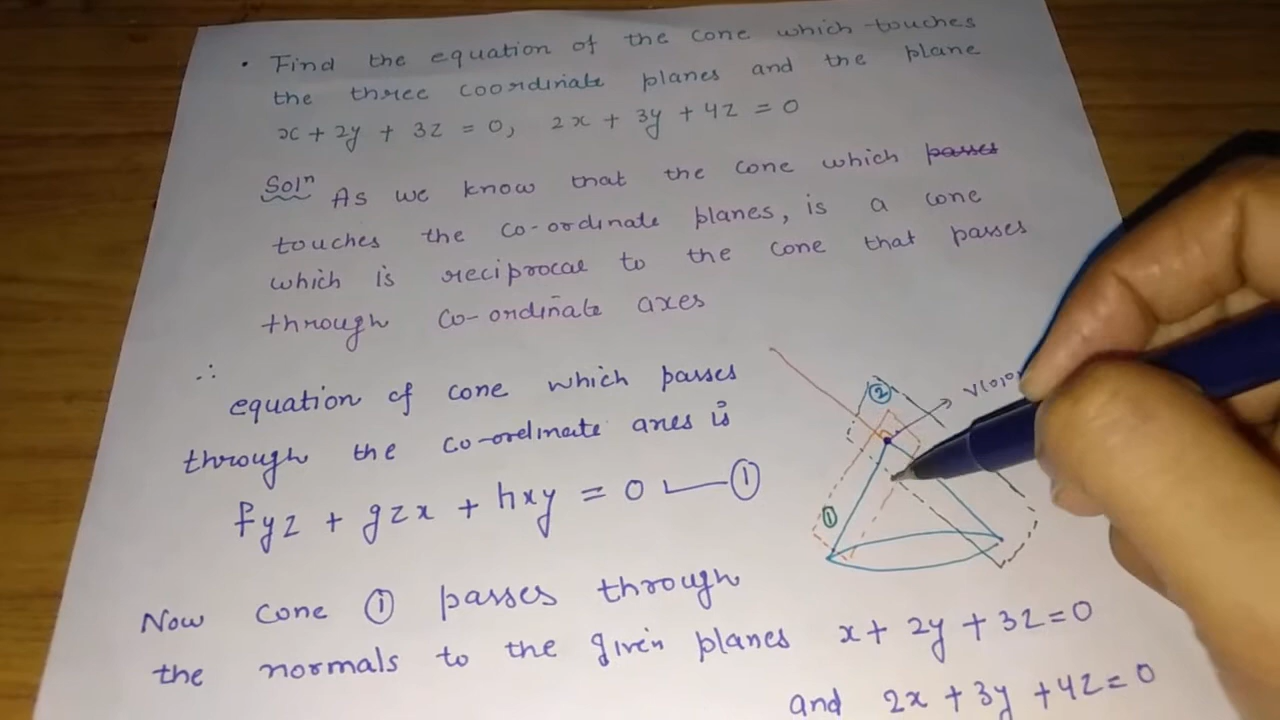 • Find the equation of the cone which touches
the three coordinate planes and the plane
x + 2y + 3z = 0, 2x + 3y + 4z = 0
Solⁿ As we know that the cone which passes
touches the co-ordinate planes, is a cone
which is reciprocal to the cone that passes
through co-ordinate axes
∴
equation of cone which passes
through the co-ordinate axes is
fyz + gzx + hxy = 0 — ①
②
V(0,0,
①
Now cone ① passes through
the normals to the given planes x + 2y + 3z = 0
and 2x + 3y + 4z = 0